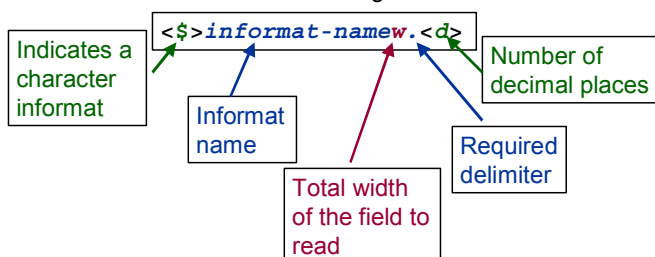 <$>informat-namew.<d>
Indicates a
character
informat
Number of
decimal places
Informat
name
Required
delimiter
Total width
of the field to
read